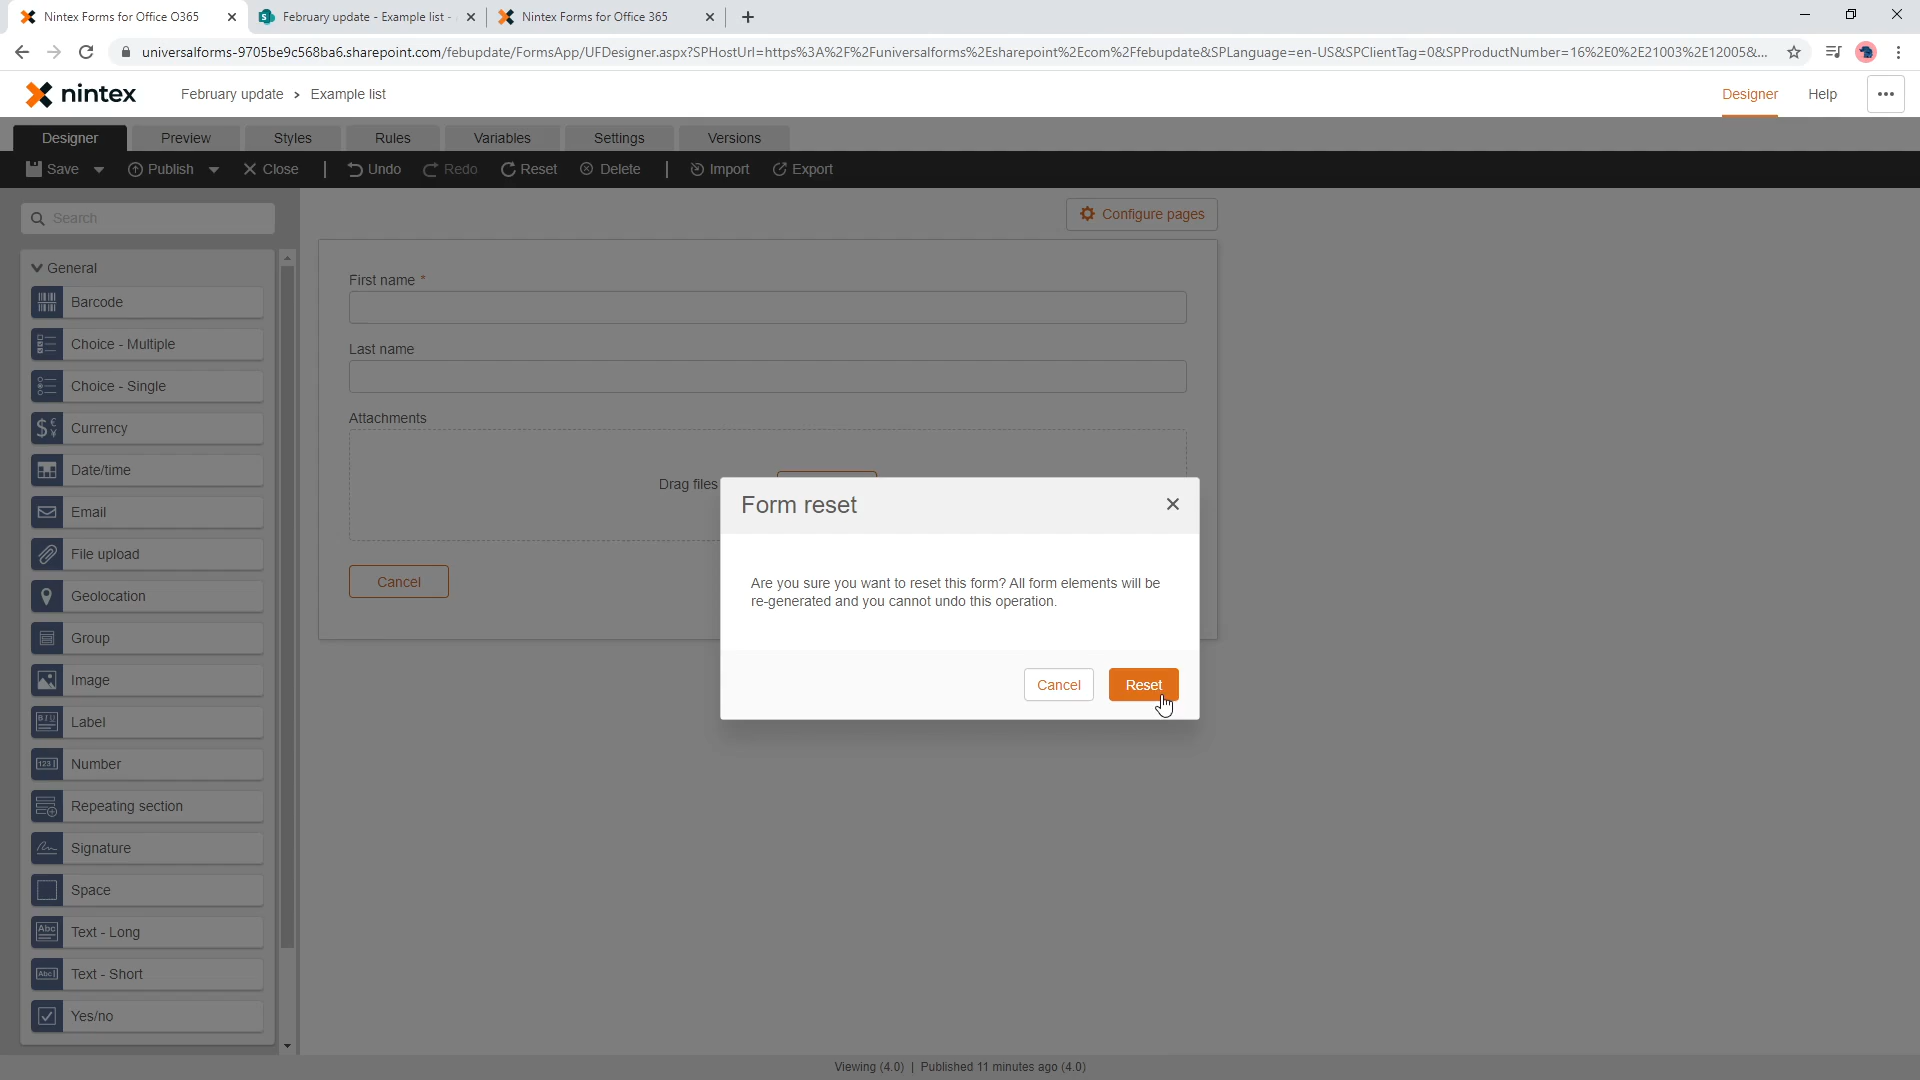 Nintex Forms for Office O365
February update - Example list -
Nintex Forms for Office 365
universalforms-9705be9c568ba6.sharepoint.com/febupdate/FormsApp/UFDesigner.aspx?SPHostUrl=https%3A%2F%2Funiversalforms%2Esharepoint%2Ecom%2Ffebupdate&SPLanguage=en-US&SPClientTag=0&SPProductNumber=16%2E0%2E21003%2E12005&...
nintex
February update > Example list
Designer
Help
Designer
Preview
Styles
Rules
Variables
Settings
Versions
Save
Publish
Close
Undo
Redo
Reset
Delete
Import
Export
Search
Configure pages
General
Barcode
Choice - Multiple
Choice - Single
Currency
Date/time
Email
File upload
Geolocation
Group
Image
Label
Number
Repeating section
Signature
Space
Text - Long
Text - Short
Yes/no
First name *
Last name
Attachments
Drag files
Cancel
Form reset
Are you sure you want to reset this form? All form elements will be
re-generated and you cannot undo this operation.
Cancel
Reset
Viewing (4.0) | Published 11 minutes ago (4.0)